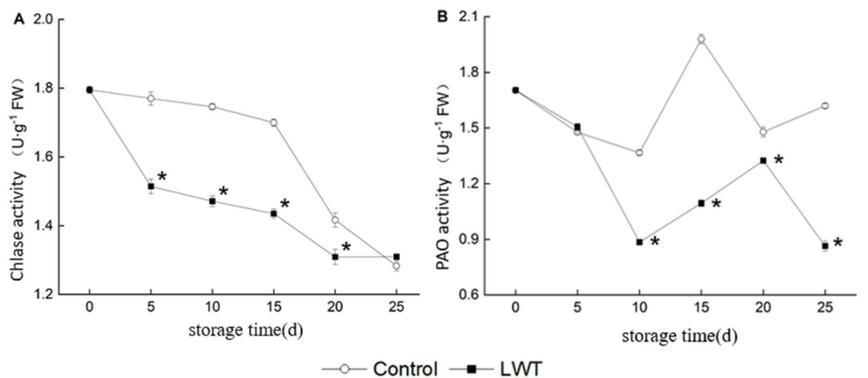 A
2.0
1.8
1.6
1.4
1.2
Chlase activity （U·g⁻¹ FW）
0 5 10 15 20 25
storage time(d)
*
*
*
*
B
2.1
1.8
1.5
1.2
0.9
0.6
PAO activity （U·g⁻¹ FW）
0 5 10 15 20 25
storage time(d)
*
*
*
*
Control LWT